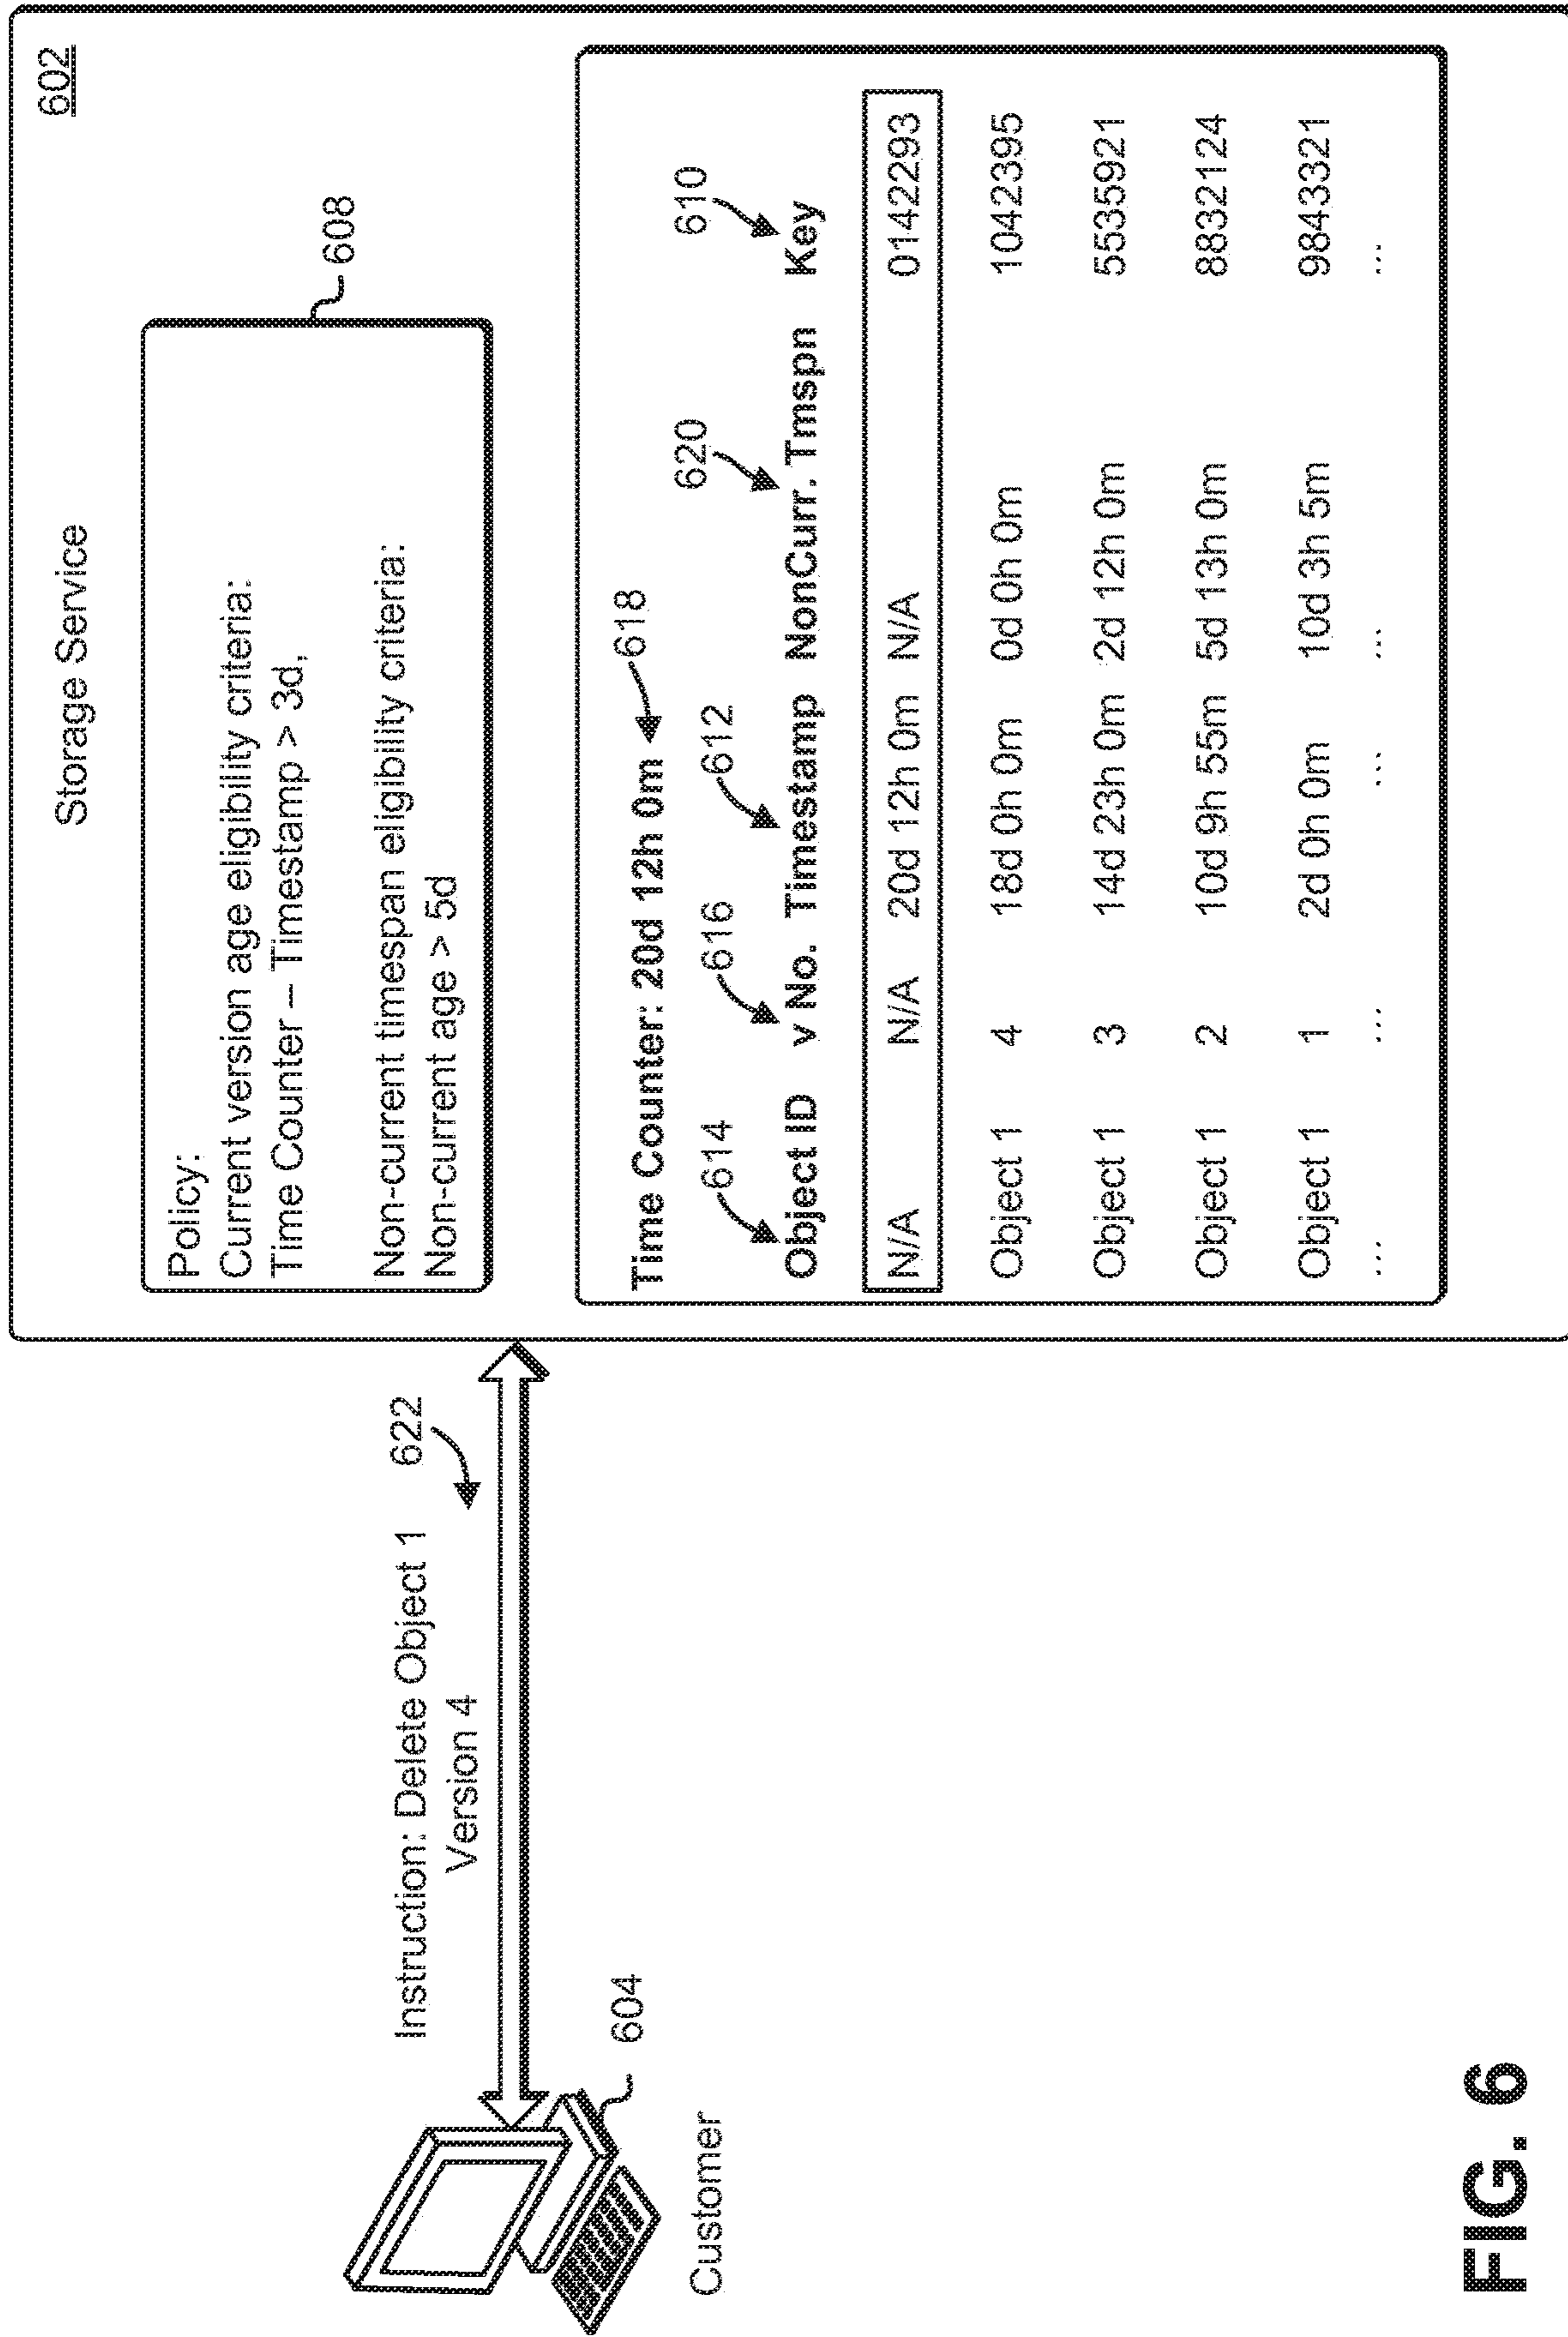 602
Storage Service
Policy:
Current version age eligibility criteria:
Time Counter – Timestamp > 3d,
Non-current timespan eligibility criteria:
Non-current age > 5d
608
Instruction: Delete Object 1
Version 4
622
604
Customer
Time Counter: 20d 12h 0m
618
614 616 612 620 610
Object ID v No. Timestamp NonCurr. Tmspn Key
N/A N/A 20d 12h 0m N/A 0142293
Object 1 4 18d 0h 0m 0d 0h 0m 1042395
Object 1 3 14d 23h 0m 2d 12h 0m 5535921
Object 1 2 10d 9h 55m 5d 13h 0m 8832124
Object 1 1 2d 0h 0m 10d 3h 5m 9843321
... ... ... ... ...
FIG. 6